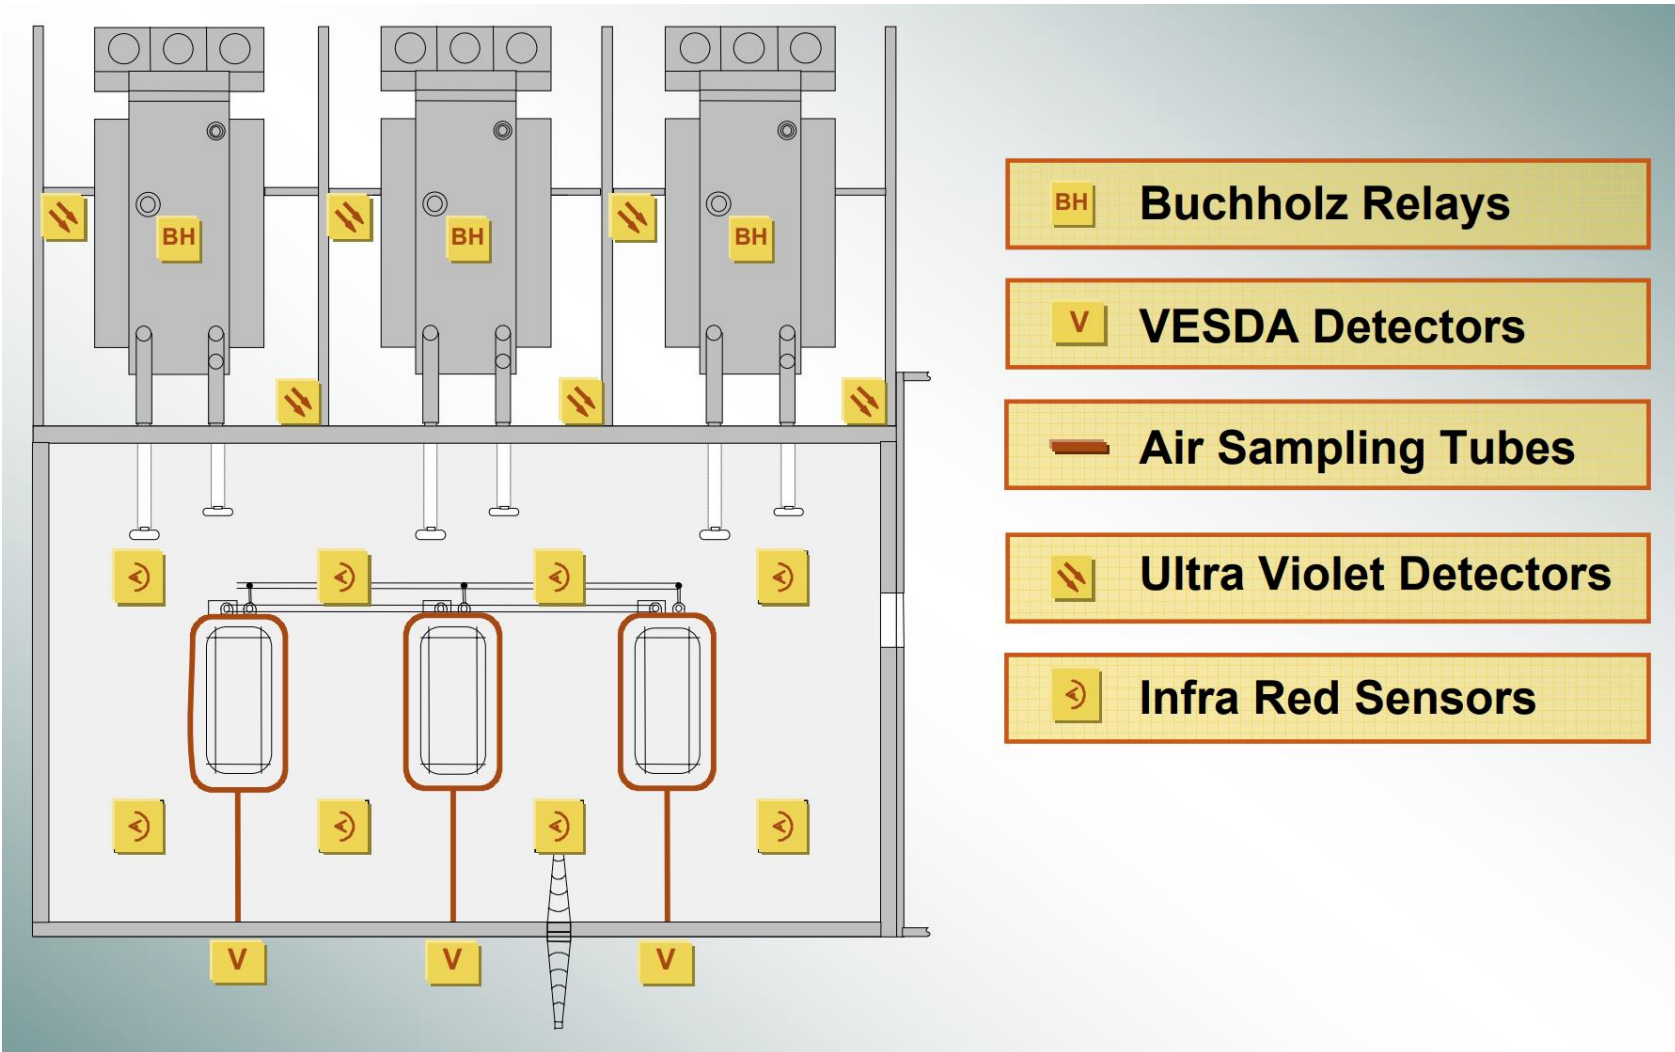 BH
BH
BH
V
V
V
BH Buchholz Relays
V VESDA Detectors
Air Sampling Tubes
Ultra Violet Detectors
Infra Red Sensors